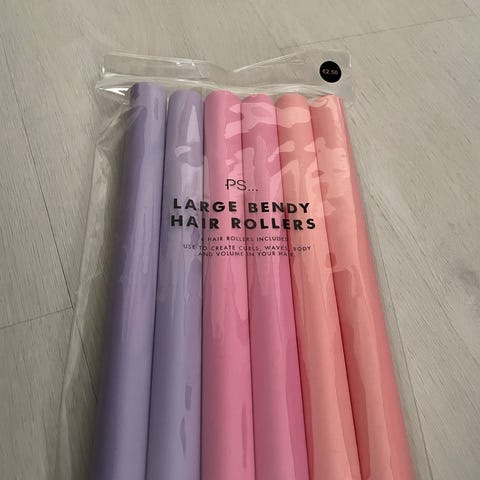 €2.50
PS...
LARGE BENDY
HAIR ROLLERS
6 HAIR ROLLERS INCLUDED
USE TO CREATE CURLS, WAVES, BODY
AND VOLUME IN YOUR HAIR